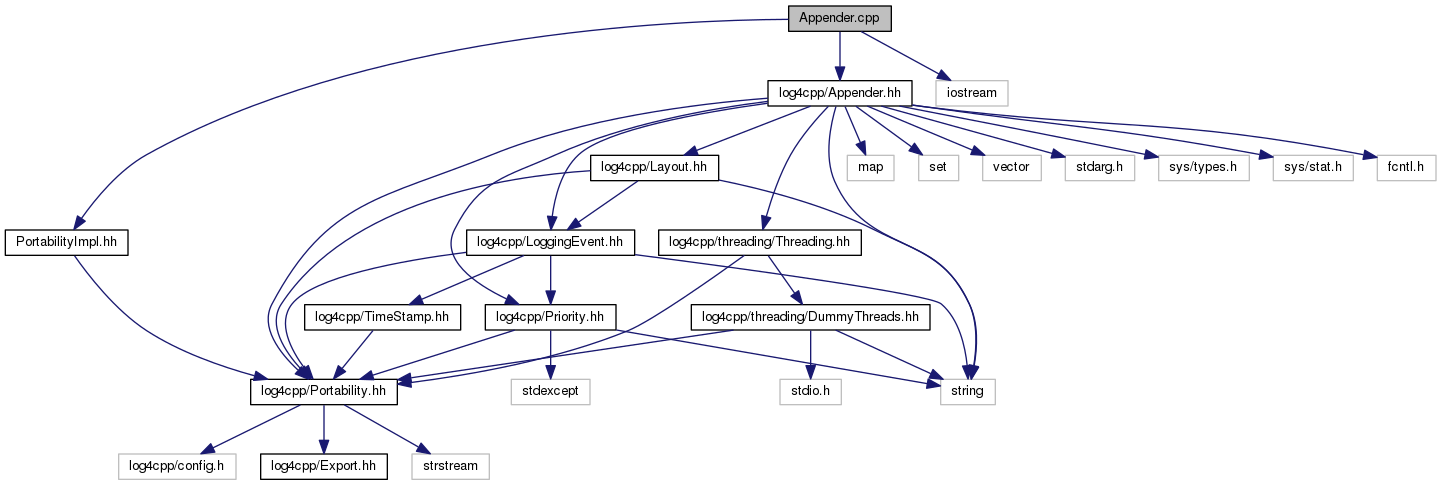 Appender.cpp
log4cpp/Appender.hh
iostream
log4cpp/Layout.hh
map
set
vector
stdarg.h
sys/types.h
sys/stat.h
fcntl.h
PortabilityImpl.hh
log4cpp/LoggingEvent.hh
log4cpp/threading/Threading.hh
log4cpp/TimeStamp.hh
log4cpp/Priority.hh
log4cpp/threading/DummyThreads.hh
log4cpp/Portability.hh
stdexcept
stdio.h
string
log4cpp/config.h
log4cpp/Export.hh
strstream